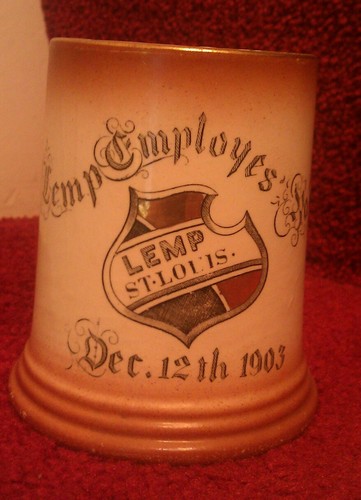 Lemp Employes'
LEMP
ST. LOUIS.
Dec. 12th 1903